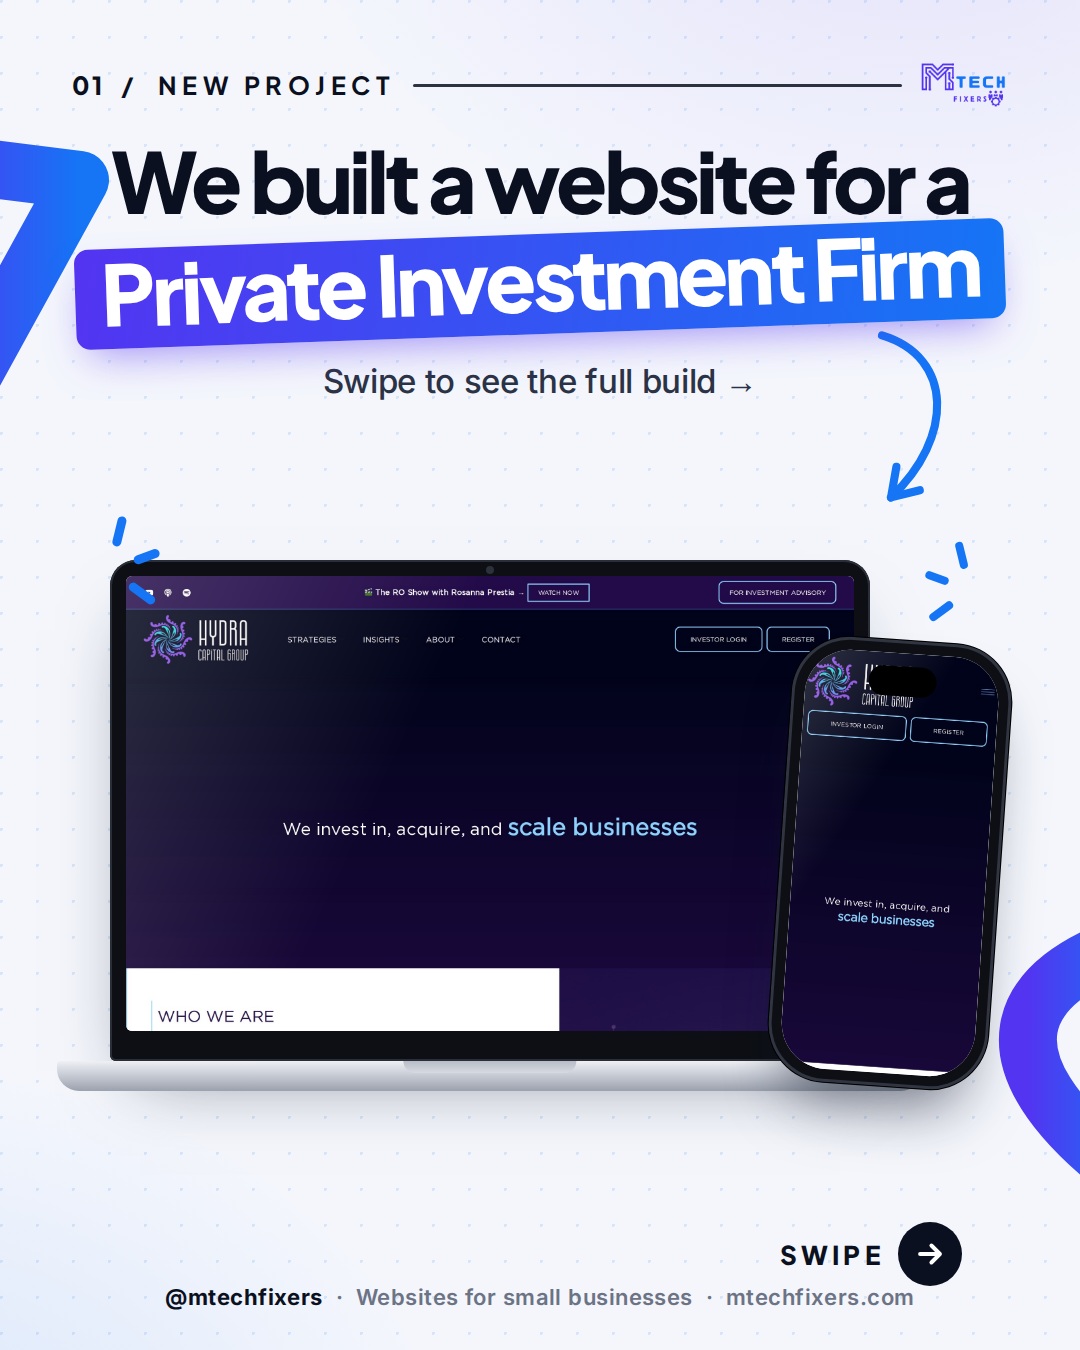 01 / NEW PROJECT
MTECH
FIXERS
We built a website for a
Private Investment Firm
Swipe to see the full build →
The RO Show with Rosanna Prestia → WATCH NOW
FOR INVESTMENT ADVISORY
HYDRA
CAPITAL GROUP
STRATEGIES INSIGHTS ABOUT CONTACT
INVESTOR LOGIN REGISTER
We invest in, acquire, and scale businesses
WHO WE ARE
CAPITAL GROUP
INVESTOR LOGIN REGISTER
We invest in, acquire, and
scale businesses
SWIPE
@mtechfixers · Websites for small businesses · mtechfixers.com